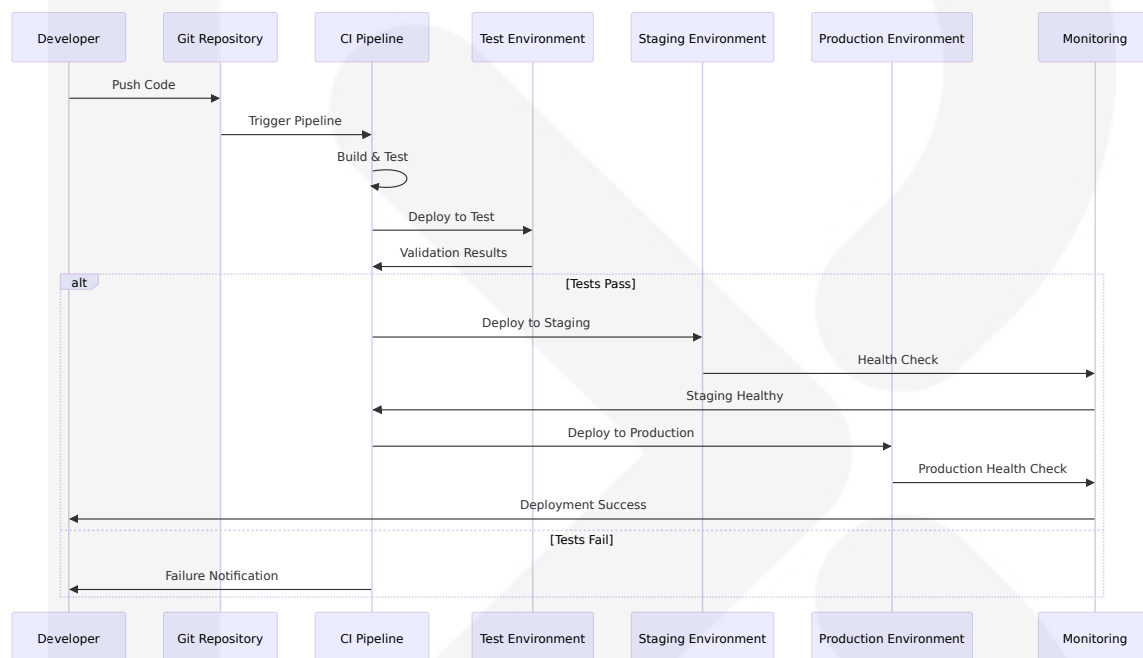 Developer
Git Repository
CI Pipeline
Test Environment
Staging Environment
Production Environment
Monitoring
Push Code
Trigger Pipeline
Build & Test
Deploy to Test
Validation Results
alt
[Tests Pass]
Deploy to Staging
Health Check
Staging Healthy
Deploy to Production
Production Health Check
Deployment Success
[Tests Fail]
Failure Notification
Developer
Git Repository
CI Pipeline
Test Environment
Staging Environment
Production Environment
Monitoring